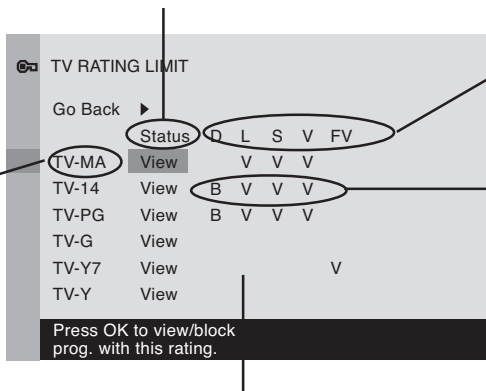 TV RATING LIMIT
Go Back
Status D L S V FV
TV-MA View V V V
TV-14 View B V V V
TV-PG View B V V V
TV-G View
TV-Y7 View V
TV-Y View
Press OK to view/block
prog. with this rating.